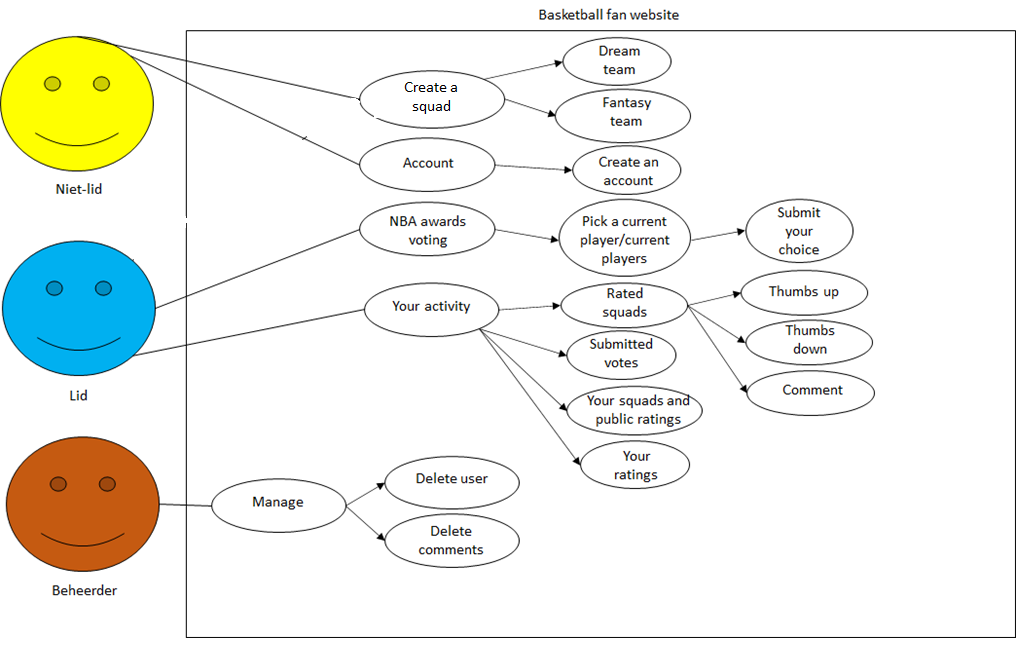 Basketball fan website
Niet-lid
Lid
Beheerder
Create a
squad
Dream
team
Fantasy
team
Account
Create an
account
NBA awards
voting
Pick a current
player/current
players
Submit
your
choice
Your activity
Rated
squads
Thumbs up
Thumbs
down
Comment
Submitted
votes
Your squads and
public ratings
Your
ratings
Manage
Delete user
Delete
comments